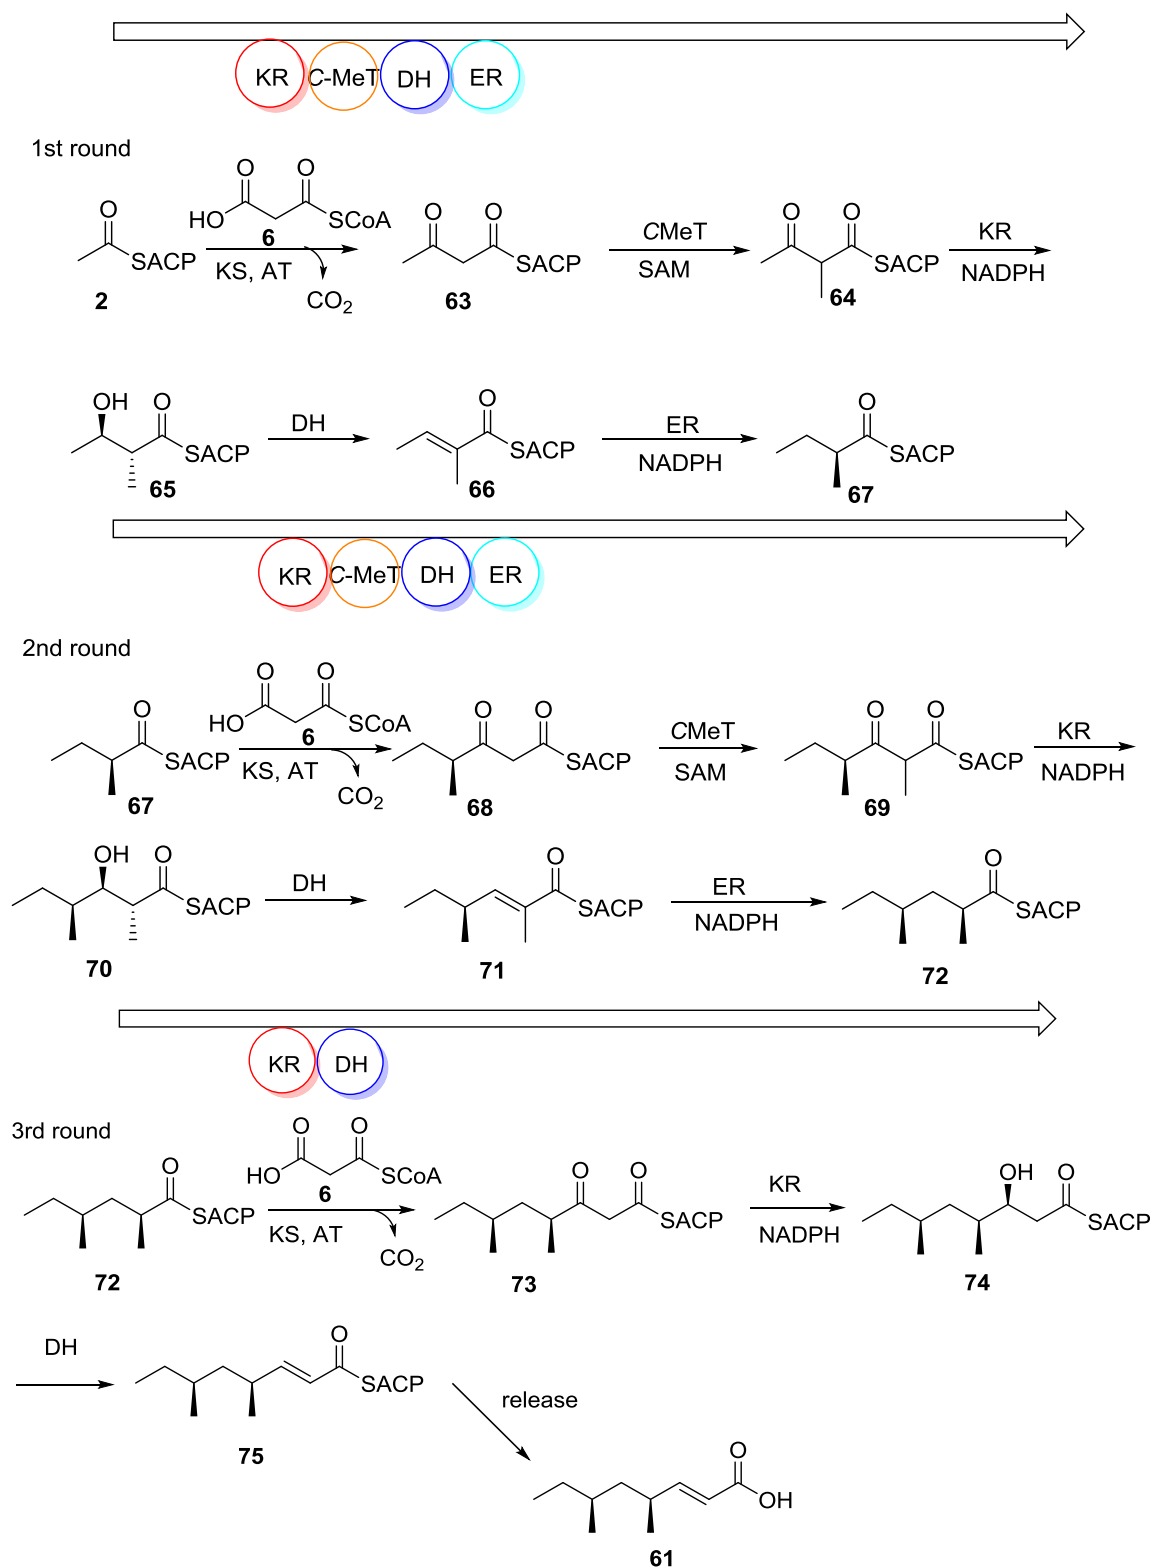 KR C-MeT DH ER
1st round
O O O
HO SCoA
6
SACP
KS, AT
CO2
2
O O
SACP
63
CMeT
SAM
O O
SACP
64
KR
NADPH
OH O
SACP
65
DH
O
SACP
66
ER
NADPH
O
SACP
67
KR C-MeT DH ER
2nd round
O
SACP
67
O O
HO SCoA
6
KS, AT
CO2
O O
SACP
68
CMeT
SAM
O O
SACP
69
KR
NADPH
OH O
SACP
70
DH
O
SACP
71
ER
NADPH
O
SACP
72
KR DH
3rd round
O
SACP
72
O O
HO SCoA
6
KS, AT
CO2
O O
SACP
73
KR
NADPH
OH O
SACP
74
DH
O
SACP
75
release
O
OH
61